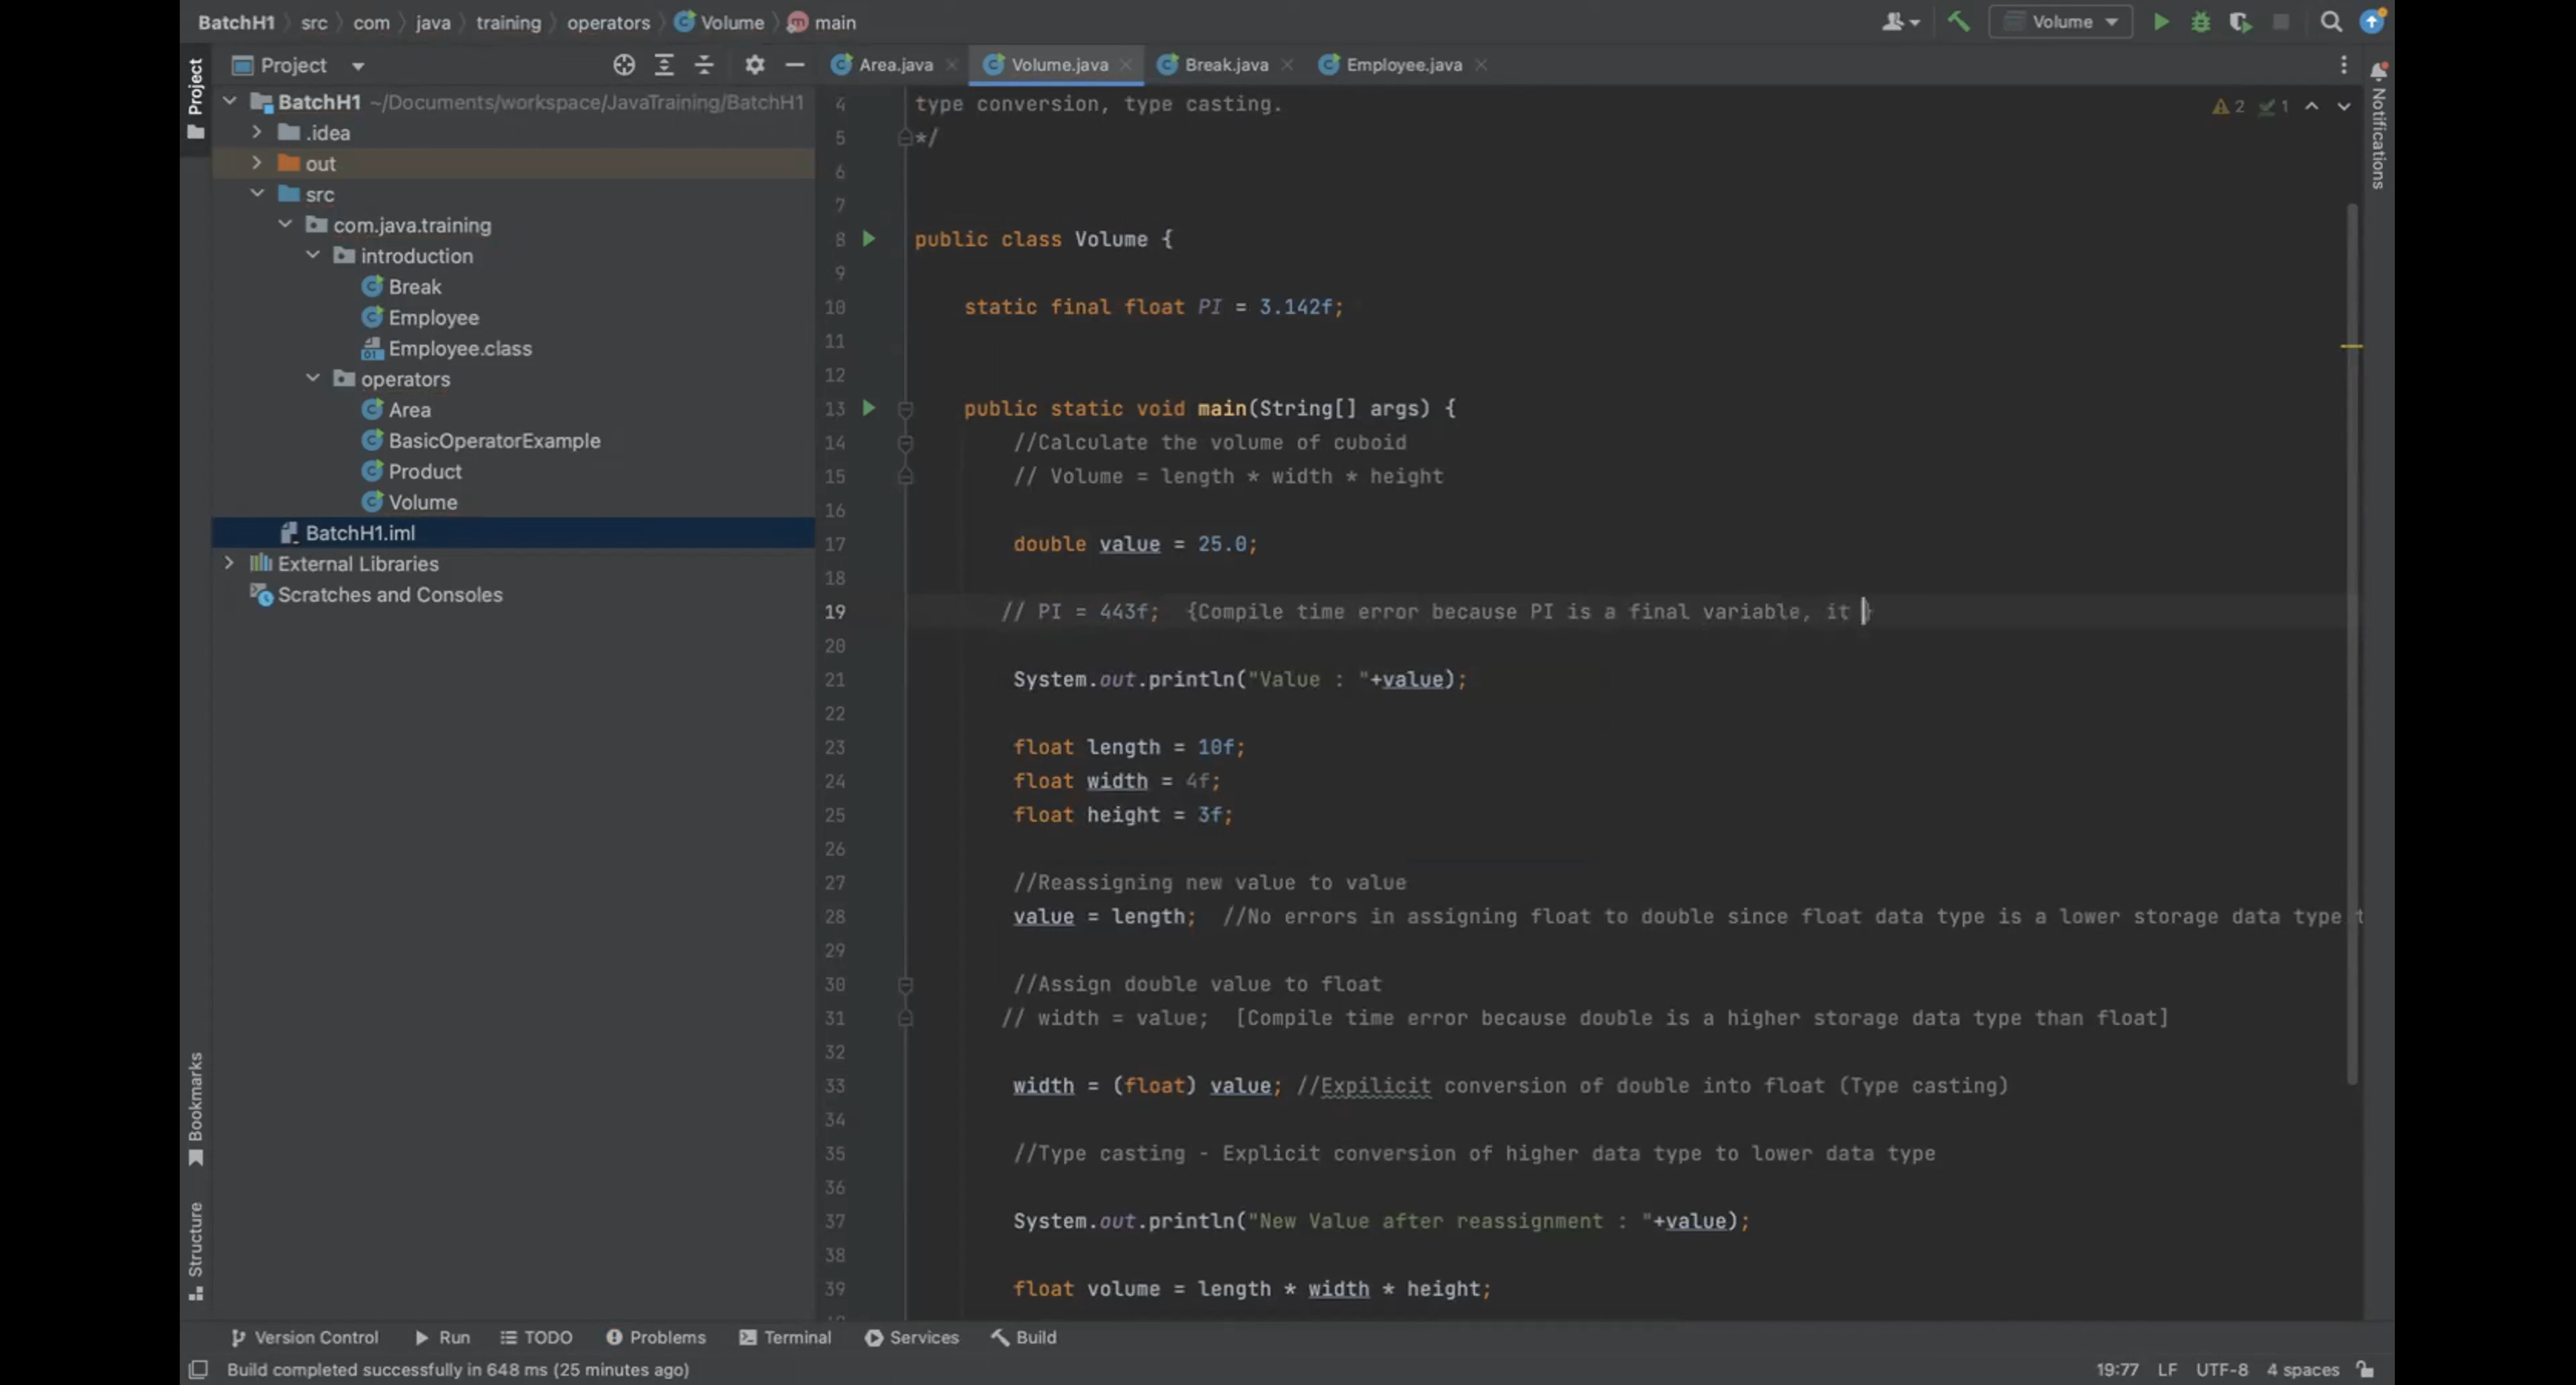 BatchH1 src com java training operators Volume main
Volume
Project
Project
Area.java
Volume.java
Break.java
Employee.java
Notifications
BatchH1 ~/Documents/workspace/JavaTraining/BatchH1
.idea
out
src
com.java.training
introduction
Break
Employee
Employee.class
operators
Area
BasicOperatorExample
Product
Volume
BatchH1.iml
External Libraries
Scratches and Consoles
2 1
4 type conversion, type casting.
5 */
6
7
8 public class Volume {
9
10 static final float PI = 3.142f;
11
12
13 public static void main(String[] args) {
14 //Calculate the volume of cuboid
15 // Volume = length * width * height
16
17 double value = 25.0;
18
19 // PI = 443f;  {Compile time error because PI is a final variable, it }
20
21 System.out.println("Value : "+value);
22
23 float length = 10f;
24 float width = 4f;
25 float height = 3f;
26
27 //Reassigning new value to value
28 value = length;  //No errors in assigning float to double since float data type is a lower storage data type t
29
30 //Assign double value to float
31 // width = value;  [Compile time error because double is a higher storage data type than float]
32
33 width = (float) value; //Expilicit conversion of double into float (Type casting)
34
35 //Type casting - Explicit conversion of higher data type to lower data type
36
37 System.out.println("New Value after reassignment : "+value);
38
39 float volume = length * width * height;
Bookmarks
Structure
Version Control Run TODO Problems Terminal Services Build
Build completed successfully in 648 ms (25 minutes ago)
19:77 LF UTF-8 4 spaces